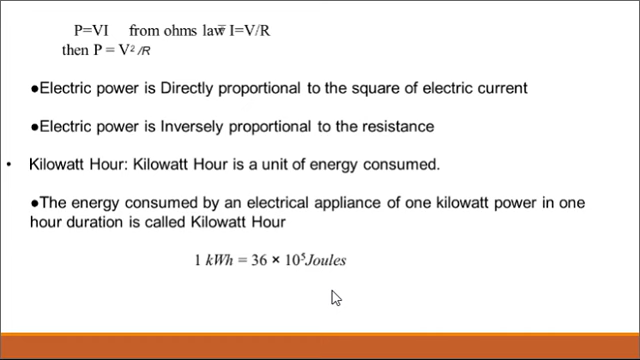 P=VI from ohms law I=V/R
then P = V² /R
●Electric power is Directly proportional to the square of electric current
●Electric power is Inversely proportional to the resistance
• Kilowatt Hour: Kilowatt Hour is a unit of energy consumed.
●The energy consumed by an electrical appliance of one kilowatt power in one
hour duration is called Kilowatt Hour
1 kWh = 36 × 10⁵Joules